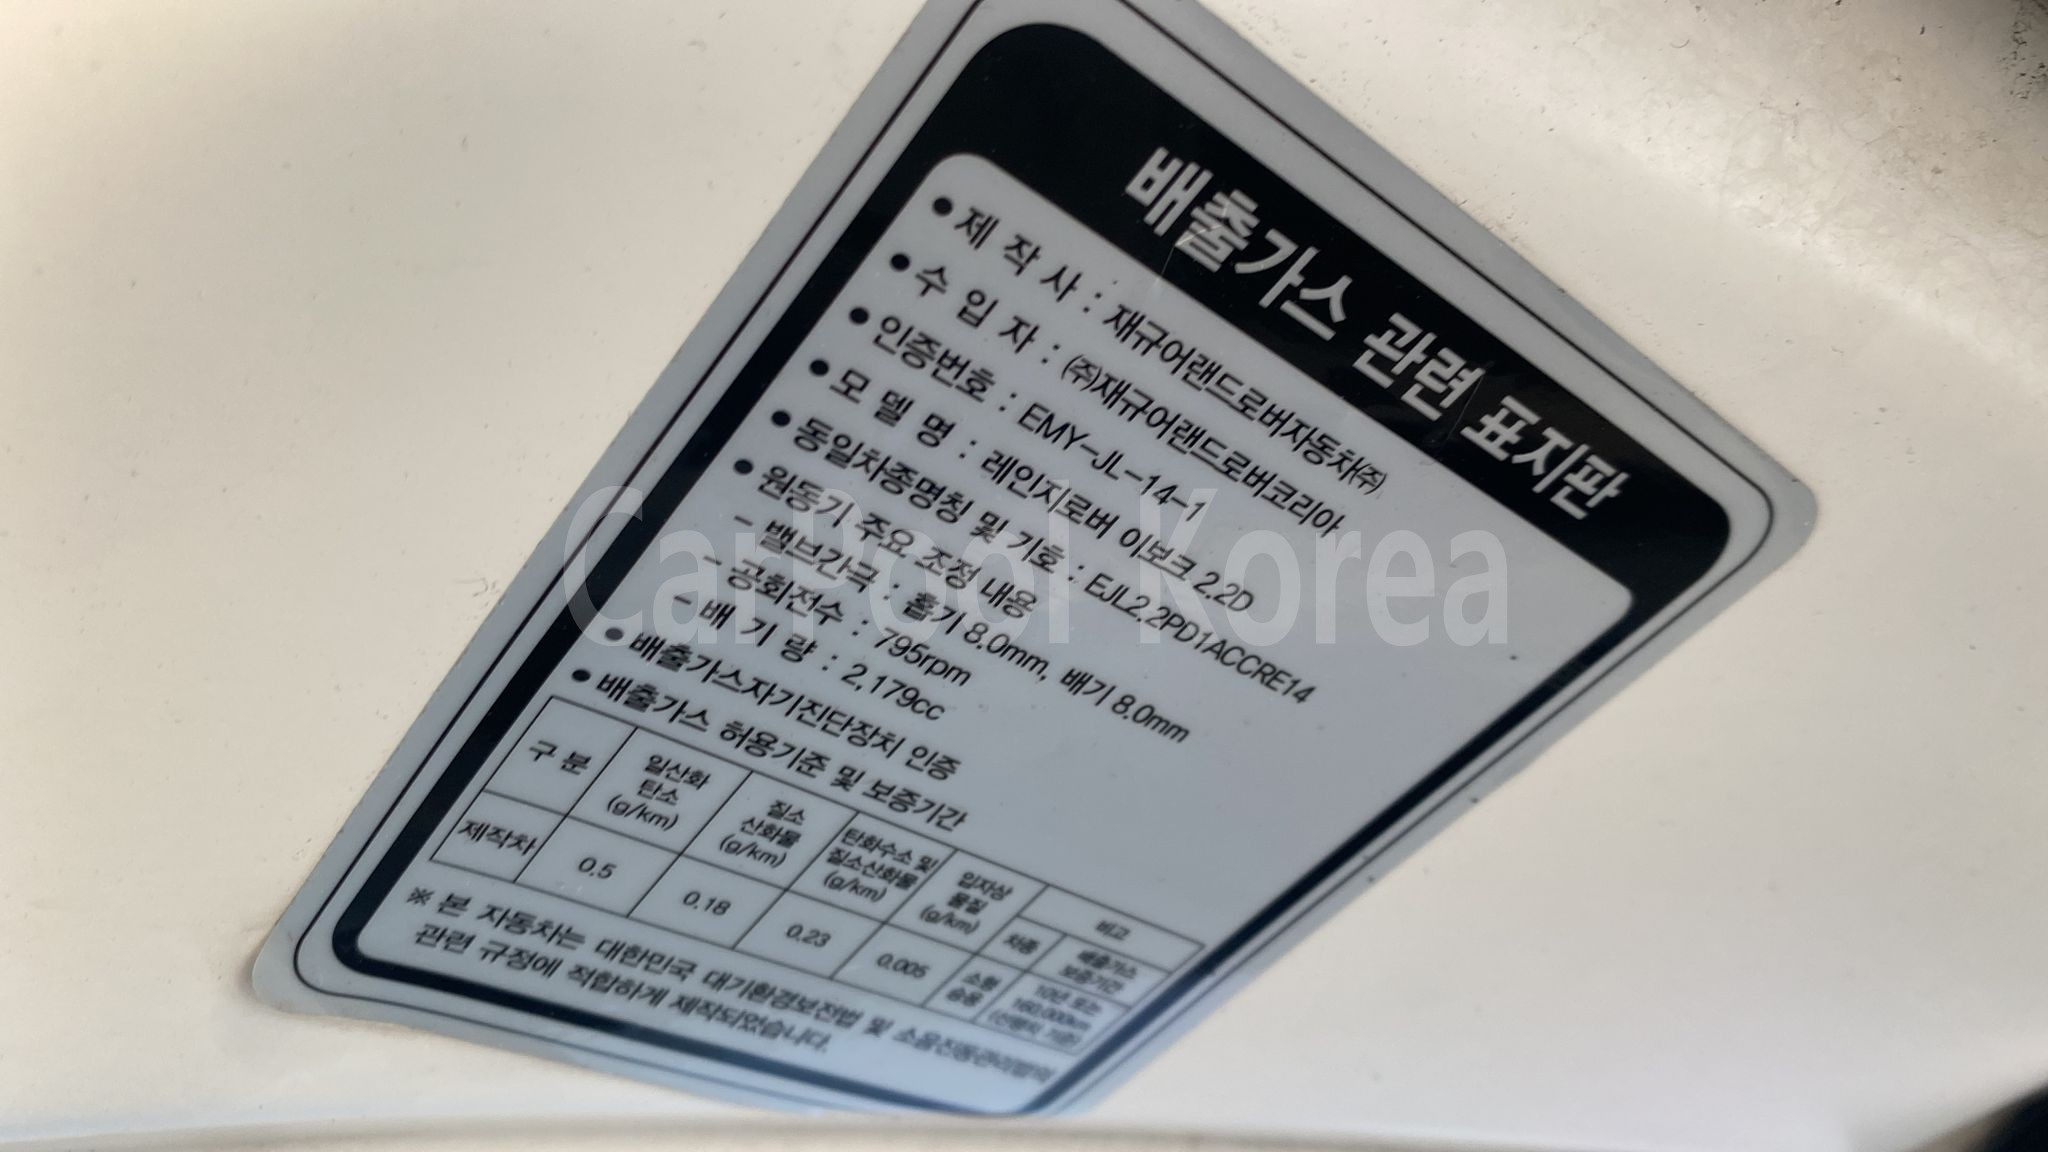 배출가스 관련 표지판
● 제 작 사 : 재규어랜드로버자동차㈜
● 수 입 자 : ㈜재규어랜드로버코리아
● 인증번호 : EMY-JL-14-1
● 모 델 명 : 레인지로버 이보크 2.2D
● 동일차종명칭 및 기호 : EJL2.2PD1ACCRE14
● 원동기 주요 조정 내용
- 밸브간극 : 흡기 8.0mm, 배기 8.0mm
- 공회전수 : 795rpm
- 배 기 량 : 2,179cc
● 배출가스자기진단장치 인증
● 배출가스 허용기준 및 보증기간
구 분 일산화탄소 (g/km) 질소산화물 (g/km) 탄화수소 및 질소산화물 (g/km) 입자상물질 (g/km) 비고
차종 배출가스 보증기간
제작차 0.5 0.18 0.23 0.005 소형승용 10년 또는 160,000km (선행의 기준)
※ 본 자동차는 대한민국 대기환경보전법 및 소음진동관리법의
관련 규정에 적합하게 제작되었습니다.
CarPool Korea